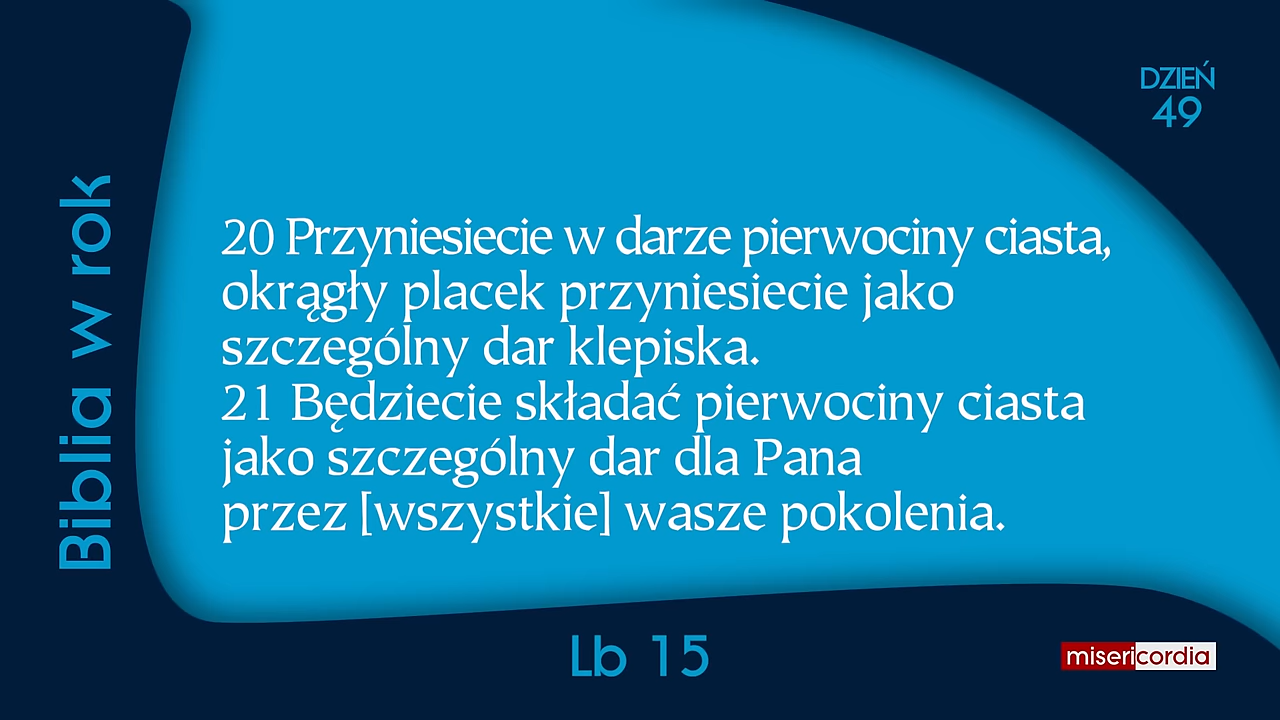 DZIEŃ
49
Biblia w rok
20 Przyniesiecie w darze pierwociny ciasta,
okrągły placek przyniesiecie jako
szczególny dar klepiska.
21 Będziecie składać pierwociny ciasta
jako szczególny dar dla Pana
przez [wszystkie] wasze pokolenia.
Lb 15
misericordia